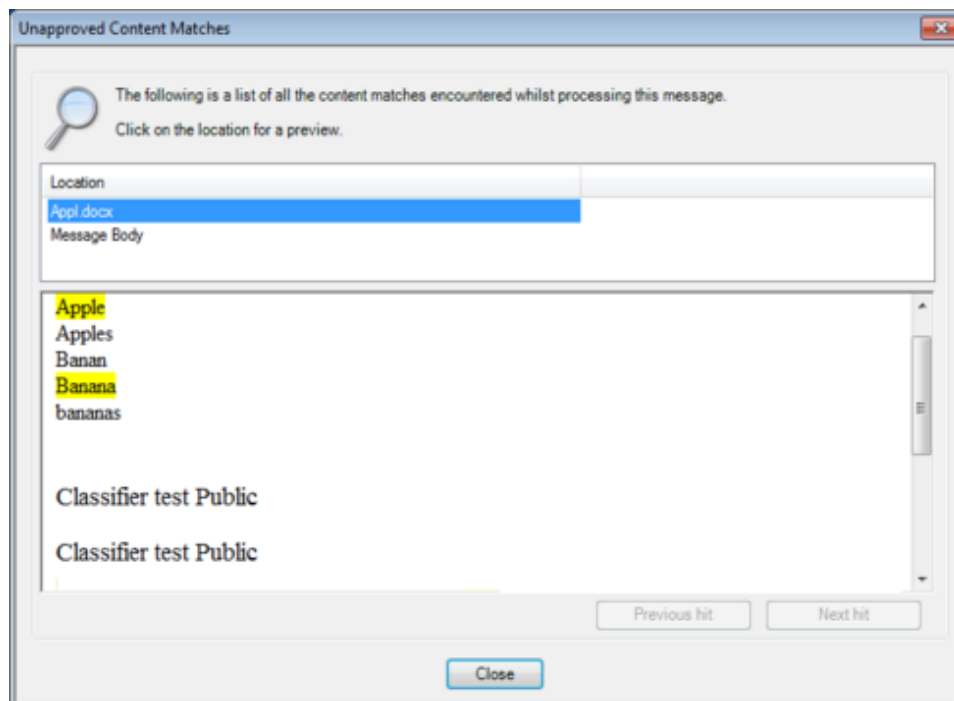 Unapproved Content Matches
The following is a list of all the content matches encountered whilst processing this message.
Click on the location for a preview.
Location
Appl.docx
Message Body
Apple
Apples
Banan
Banana
bananas
Classifier test Public
Classifier test Public
Previous hit
Next hit
Close